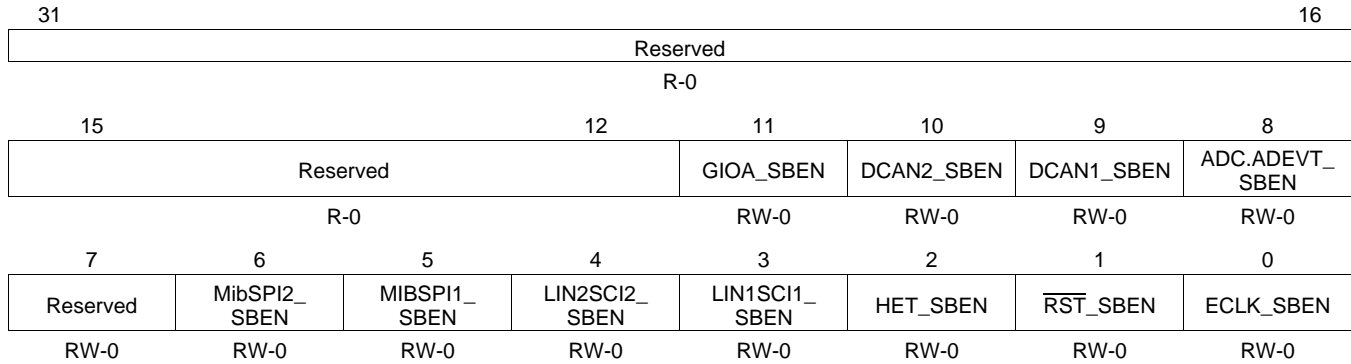 31 16
Reserved
R-0
15 12 11 10 9 8
Reserved GIOA_SBEN DCAN2_SBEN DCAN1_SBEN ADC.ADEVT_
SBEN
R-0 RW-0 RW-0 RW-0 RW-0
7 6 5 4 3 2 1 0
Reserved MibSPI2_ MIBSPI1_ LIN2SCI2_ LIN1SCI1_ HET_SBEN RST_SBEN ECLK_SBEN
SBEN SBEN SBEN SBEN
RW-0 RW-0 RW-0 RW-0 RW-0 RW-0 RW-0 RW-0